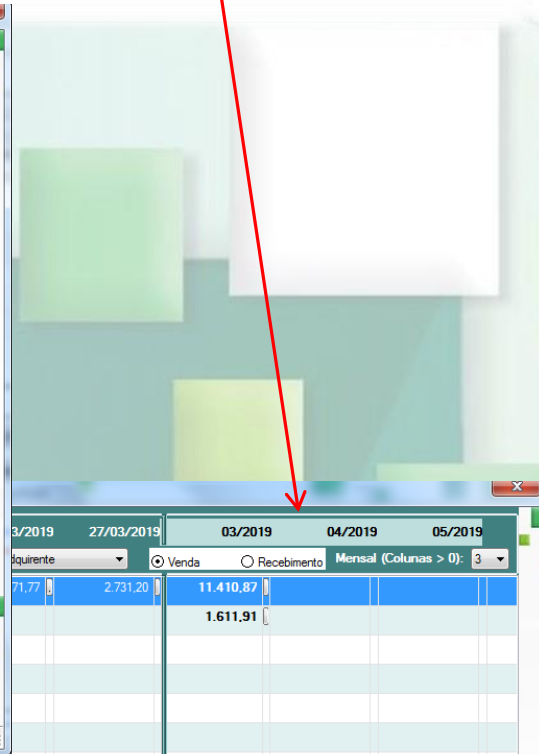 3/2019 27/03/2019 03/2019 04/2019 05/2019
dquirente Venda Recebimento Mensal (Colunas > 0): 3
71,77 2.731,20 11.410,87
1.611,91